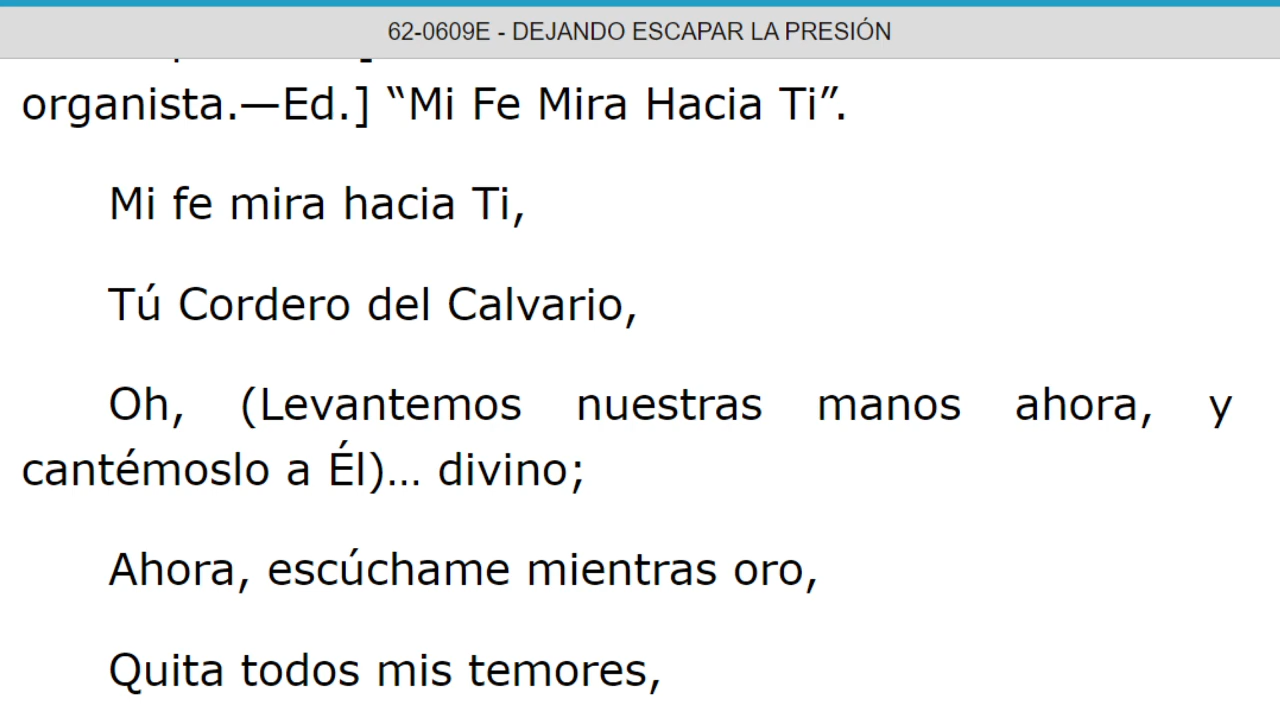 62-0609E - DEJANDO ESCAPAR LA PRESIÓN
organista.—Ed.] “Mi Fe Mira Hacia Ti”.
Mi fe mira hacia Ti,
Tú Cordero del Calvario,
Oh, (Levantemos nuestras manos ahora, y
cantémoslo a Él)… divino;
Ahora, escúchame mientras oro,
Quita todos mis temores,